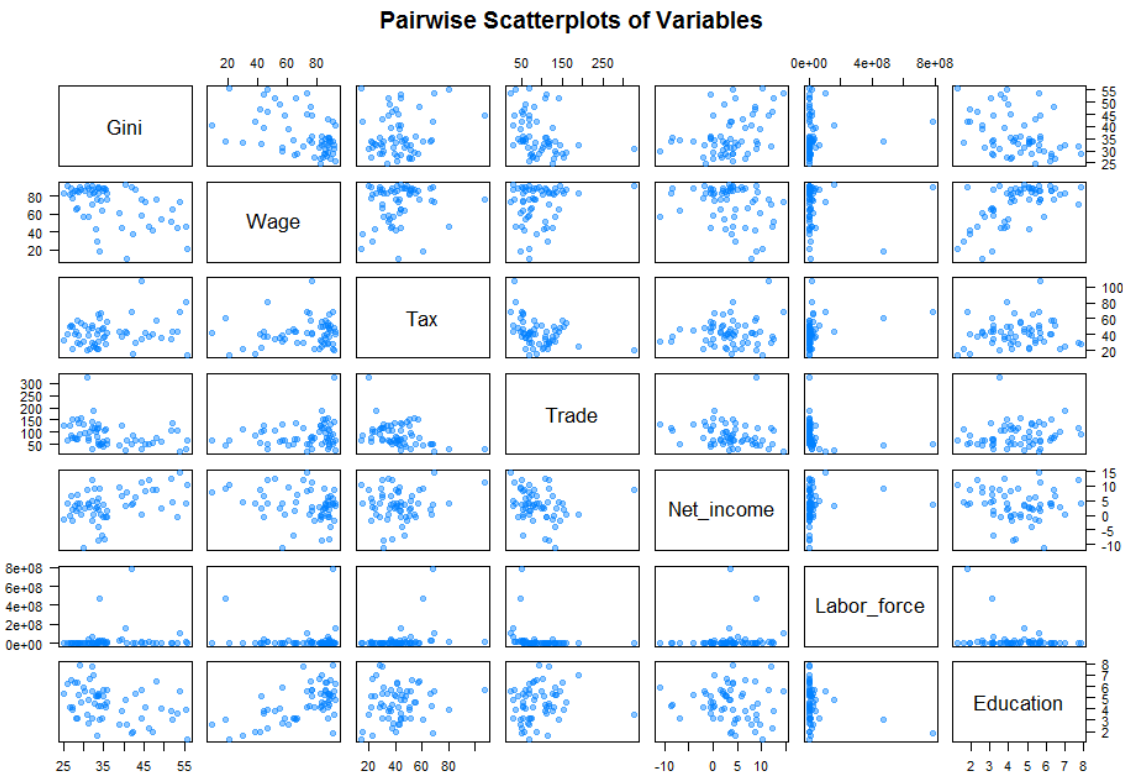 Pairwise Scatterplots of Variables
20 40 60 80
50 150 250
0e+00 4e+08 8e+08
Gini
55
50
45
40
35
30
25
80
60
40
20
Wage
Tax
100
80
60
40
20
300
250
200
150
100
50
Trade
Net_income
15
10
5
0
-5
-10
8e+08
6e+08
4e+08
2e+08
0e+00
Labor_force
Education
8
7
6
5
4
3
2
25 35 45 55
20 40 60 80
-10 0 5 10
2 3 4 5 6 7 8